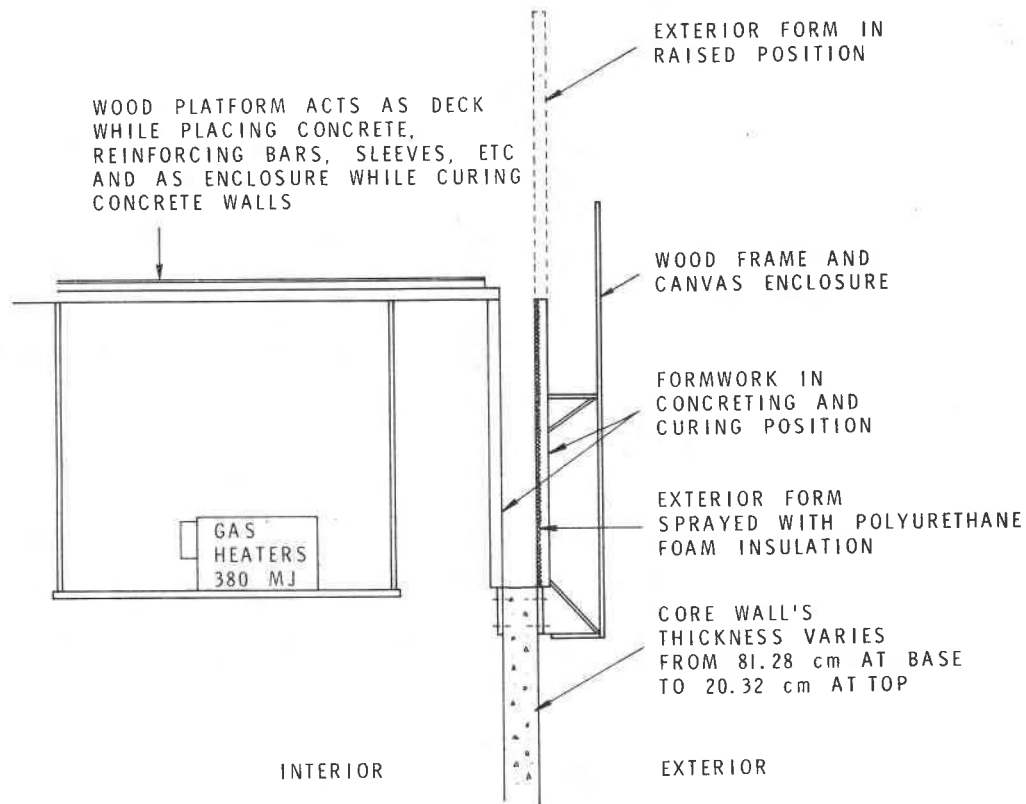 EXTERIOR FORM IN
RAISED POSITION
WOOD PLATFORM ACTS AS DECK
WHILE PLACING CONCRETE,
REINFORCING BARS, SLEEVES, ETC
AND AS ENCLOSURE WHILE CURING
CONCRETE WALLS
WOOD FRAME AND
CANVAS ENCLOSURE
FORMWORK IN
CONCRETING AND
CURING POSITION
GAS
HEATERS
380 MJ
EXTERIOR FORM
SPRAYED WITH POLYURETHANE
FOAM INSULATION
CORE WALL'S
THICKNESS VARIES
FROM 81.28 cm AT BASE
TO 20.32 cm AT TOP
INTERIOR
EXTERIOR